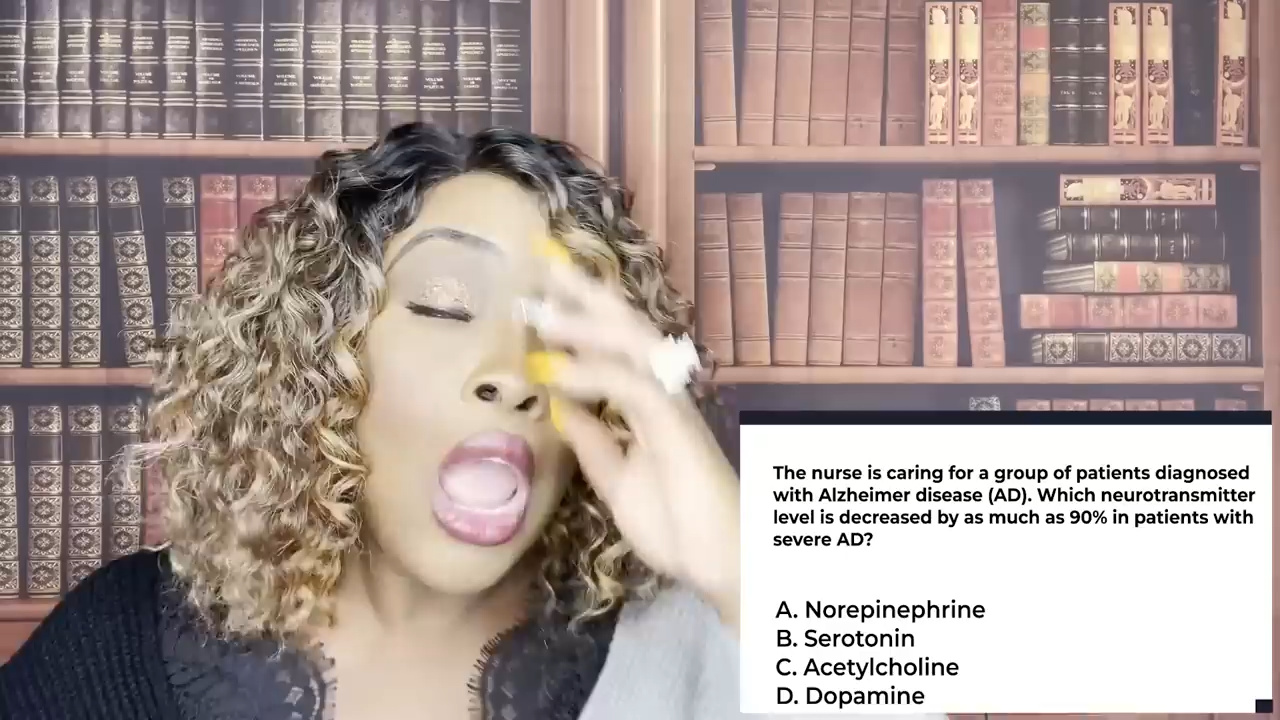 The nurse is caring for a group of patients diagnosed
with Alzheimer disease (AD). Which neurotransmitter
level is decreased by as much as 90% in patients with
severe AD?
A. Norepinephrine
B. Serotonin
C. Acetylcholine
D. Dopamine